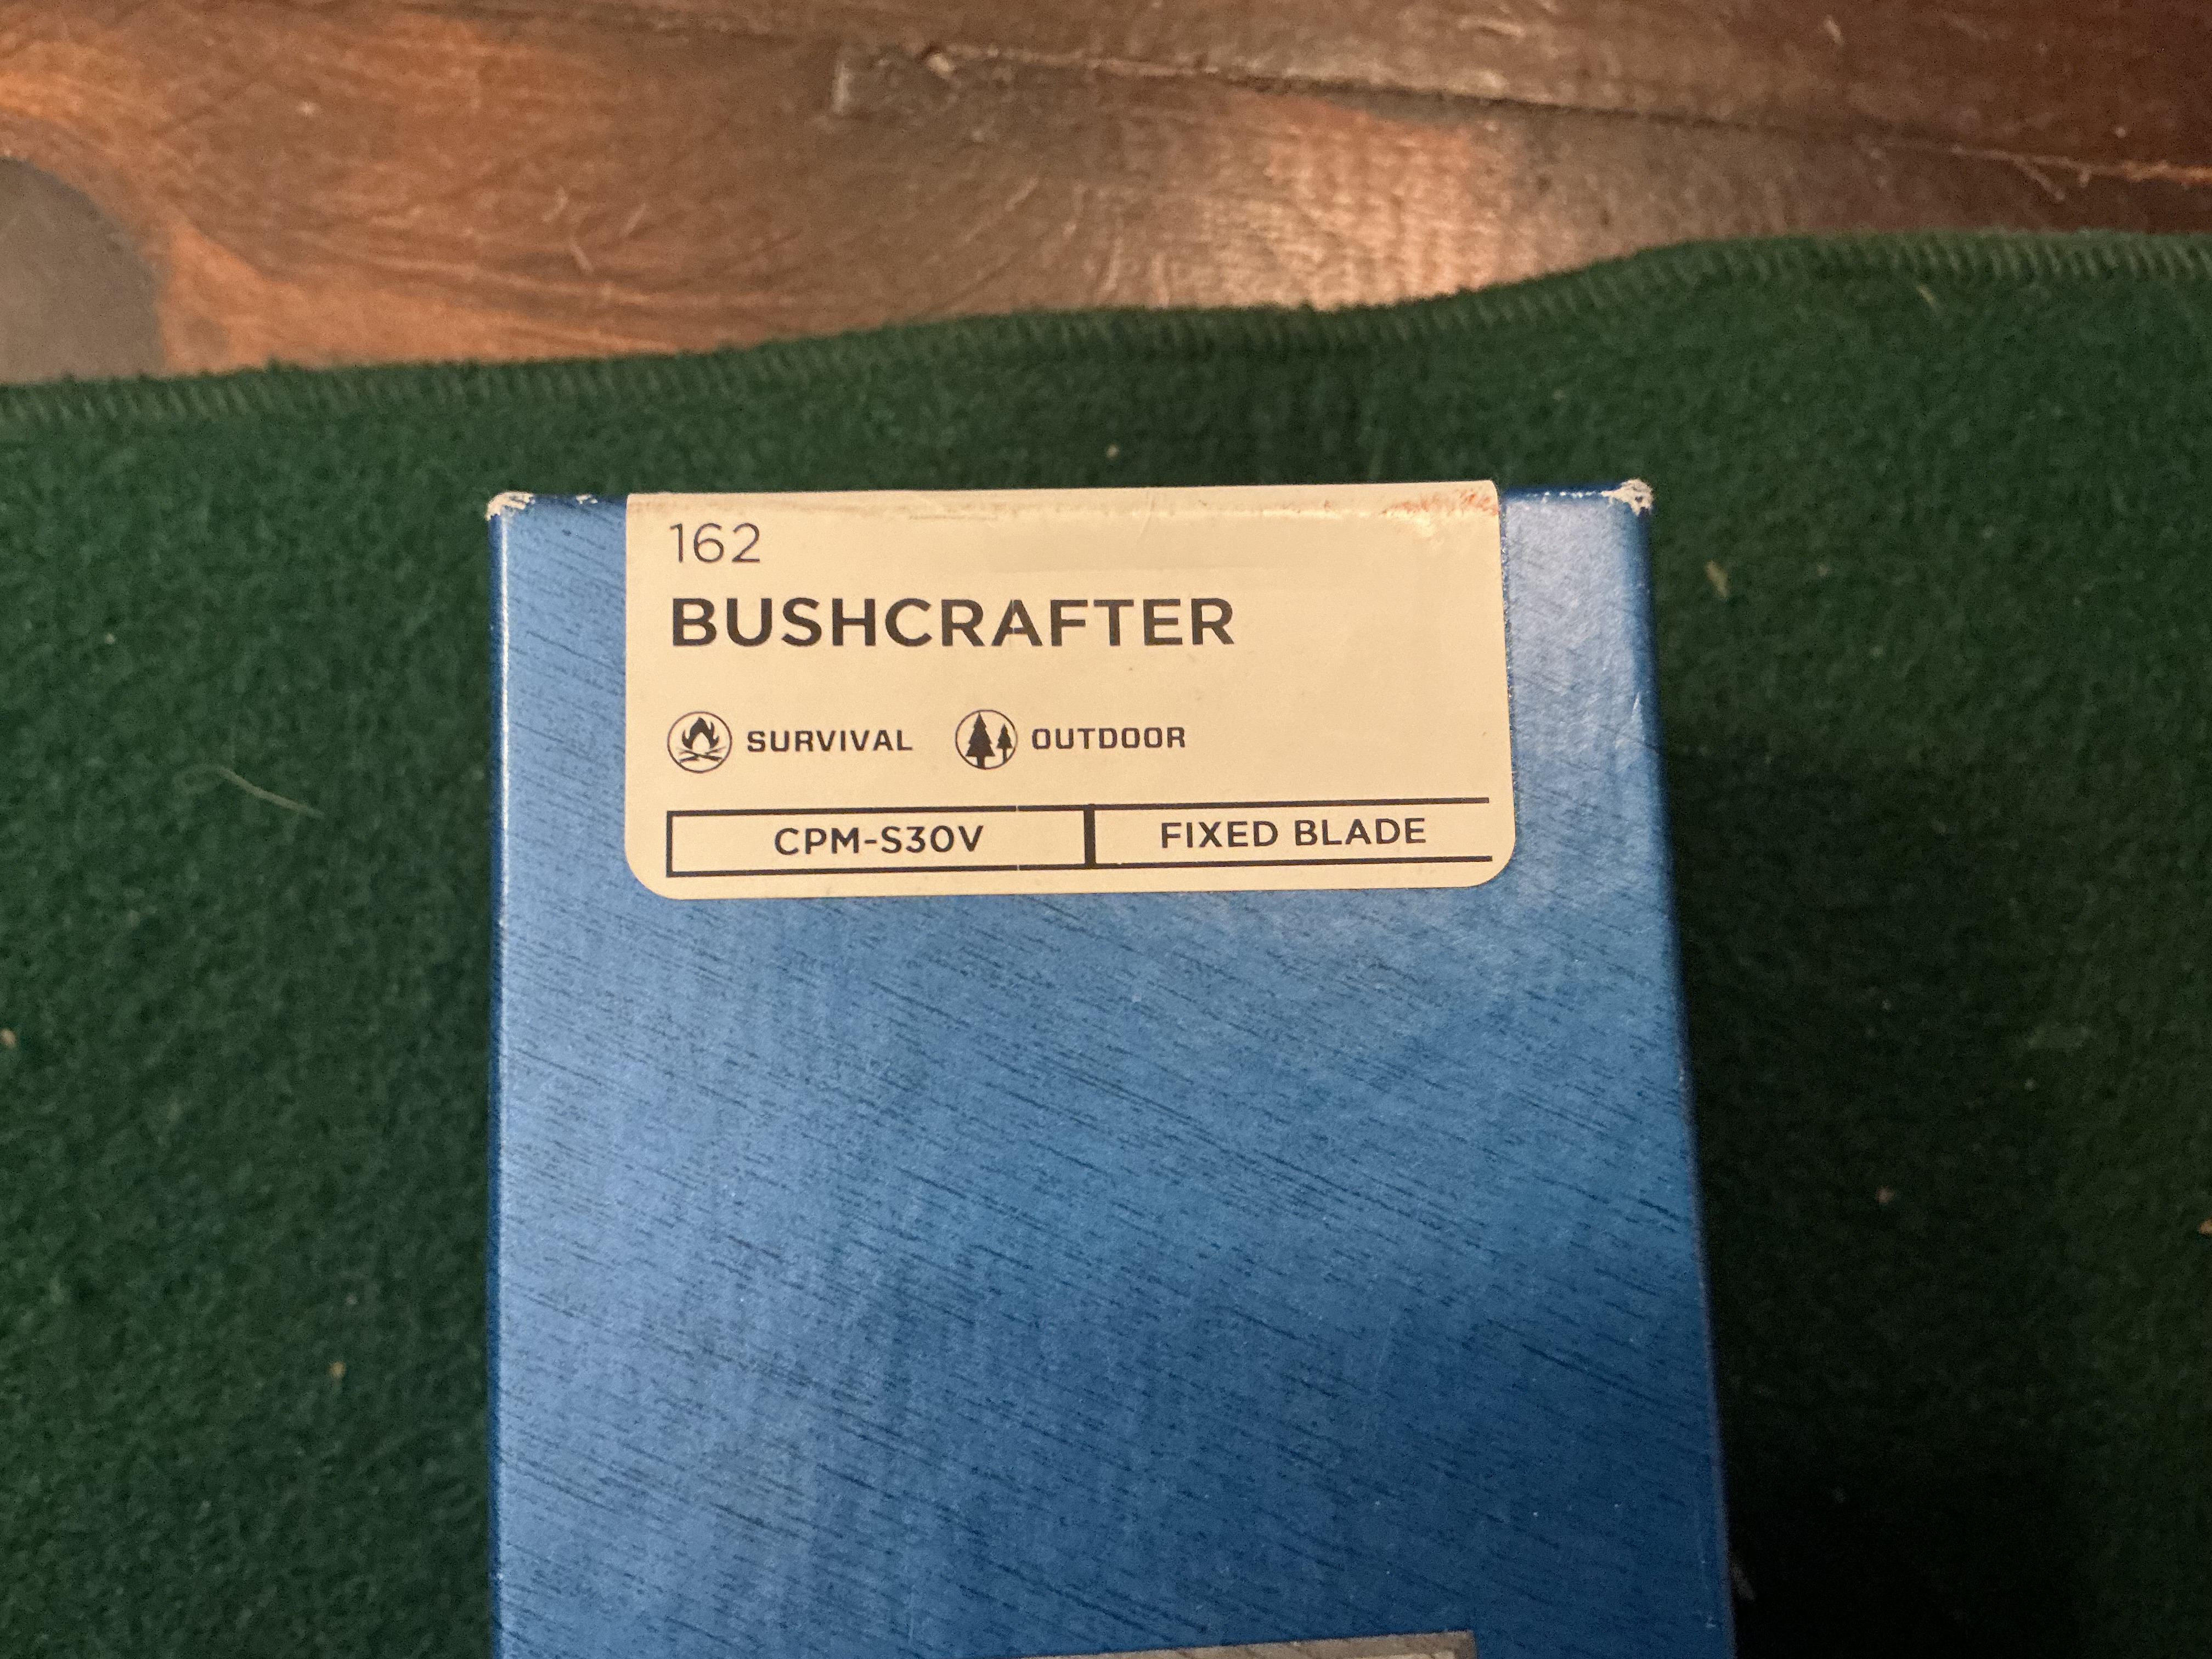 162
BUSHCRAFTER
SURVIVAL OUTDOOR
CPM-S30V FIXED BLADE